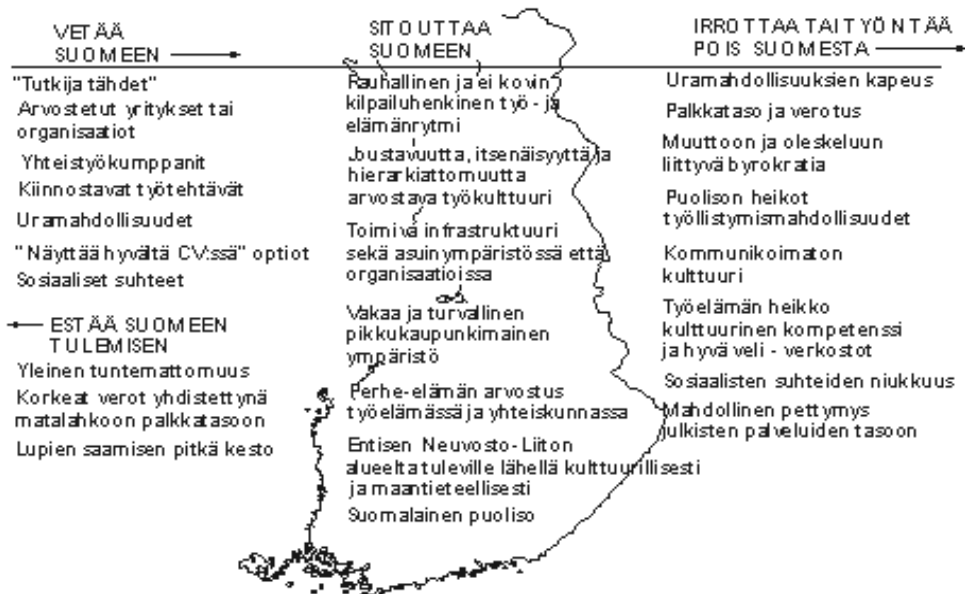 VETÄÄ
SUOMEEN
"Tutkija tähdet"
Arvostetut yritykset tai
organisaatiot
Yhteistyökumppanit
Kiinnostavat työtehtävät
Uramahdollisuudet
"Näyttää hyvältä CV:ssä" optiot
Sosiaaliset suhteet
ESTÄÄ SUOMEEN
TULEMISEN
Yleinen tuntemattomuus
Korkeat verot yhdistettynä
matalahkoon palkkatasoon
Lupien saamisen pitkä kesto
SITOUTTAA
SUOMEEN
Rauhallinen ja ei kovin
kilpailuhenkinen työ- ja
elämänrytmi
Joustavuutta, itsenäisyyttä ja
hierarkiattomuutta
arvostava työkulttuuri
Toimiva infrastruktuuri
sekä asuinympäristössä että
organisaatioissa
Vakaa ja turvallinen
pikkukaupunkimainen
ympäristö
Perhe-elämän arvostus
työelämässä ja yhteiskunnassa
Entisen Neuvosto-Liiton
alueelta tuleville lähellä kulttuurillisesti
ja maantieteellisesti
Suomalainen puoliso
IRROTTAA TAI TYÖNTÄÄ
POIS SUOMESTA
Uramahdollisuuksien kapeus
Palkkataso ja verotus
Muuttoon ja oleskeluun
liittyvä byrokratia
Puolison heikot
työllistymismahdollisuudet
Kommunikoimaton
kulttuuri
Työelämän heikko
kulttuurinen kompetenssi
ja hyvä veli - verkostot
Sosiaalisten suhteiden niukkuus
Mahdollinen pettymys
julkisten palveluiden tasoon